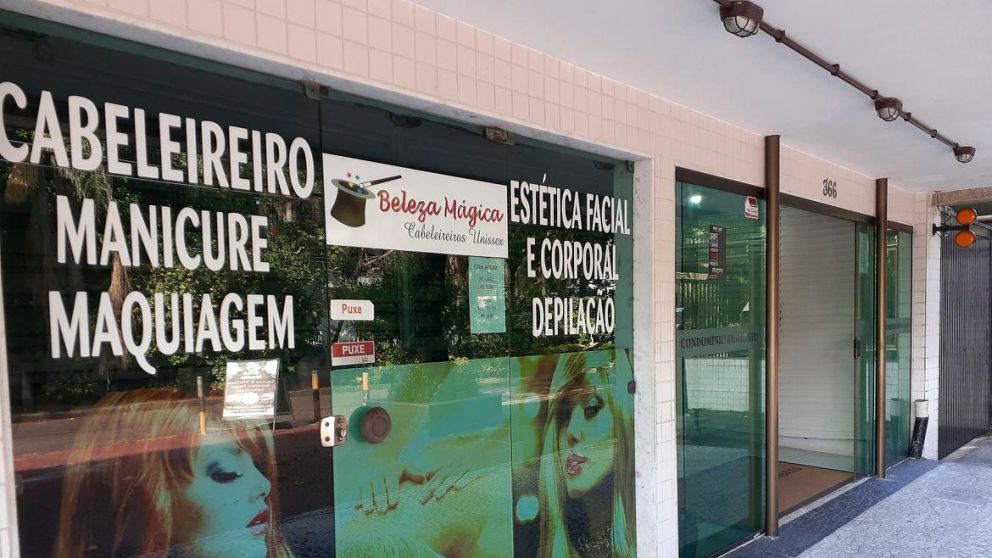 CABELEIREIRO
MANICURE
MAQUIAGEM
Beleza Mágica
Cabeleireiros Unissex
ESTÉTICA FACIAL
E CORPORAL
DEPILAÇÃO
Puxe
PUXE
366
CONDOMÍNIO